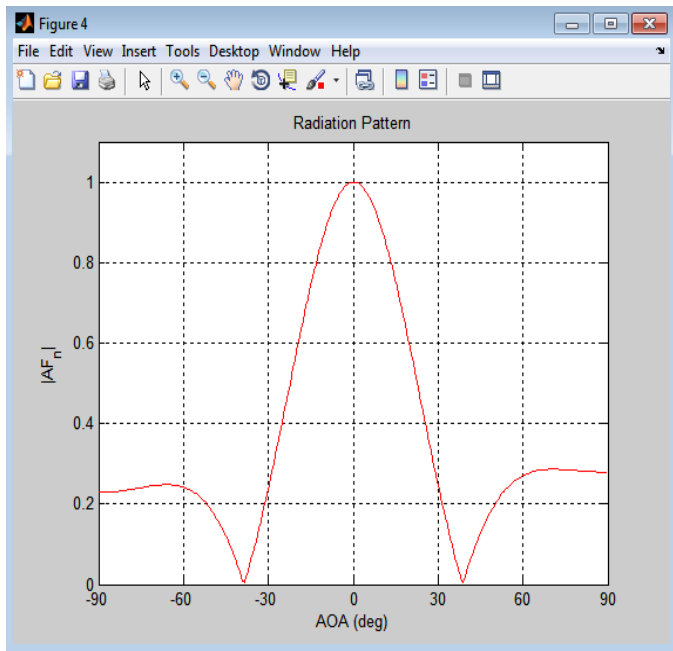 Figure 4
File Edit View Insert Tools Desktop Window Help
Radiation Pattern
1
0.8
0.6
0.4
0.2
0
|AFn|
-90 -60 -30 0 30 60 90
AOA (deg)